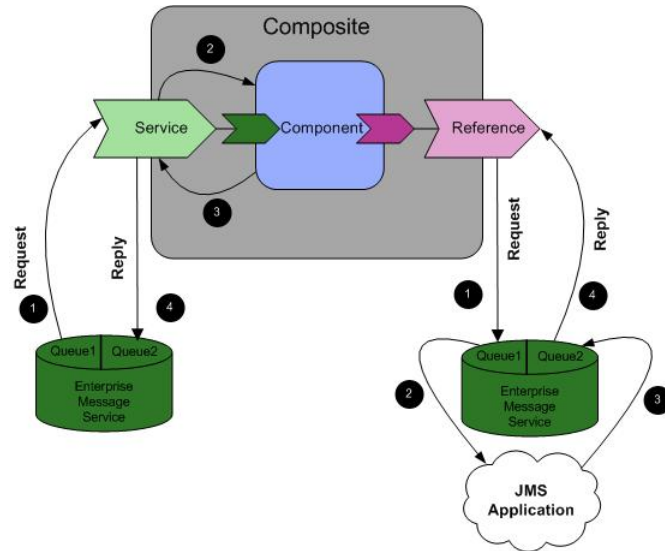 Composite
2
Service
Component
Reference
3
Request
Reply
Request
Reply
1
4
1
4
Queue1
Queue2
Enterprise
Message
Service
Queue1
Queue2
Enterprise
Message
Service
2
3
JMS
Application